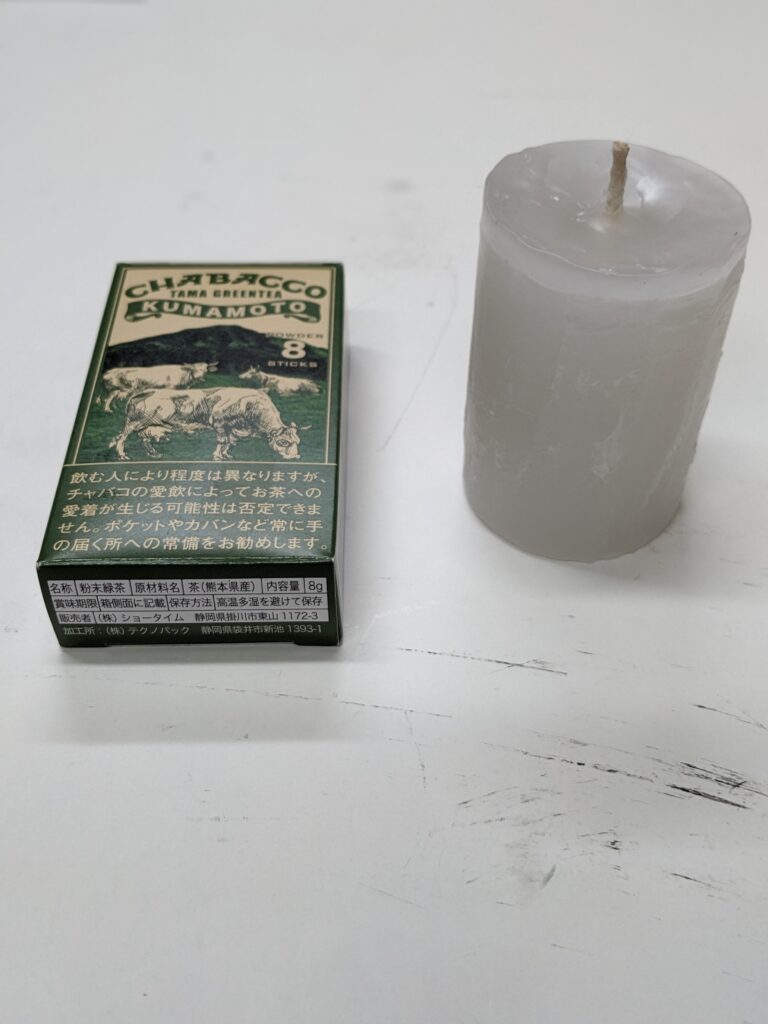 CHABACCO
TAMA GREENTEA
KUMAMOTO
POWDER
8
STICKS
飲む人により程度は異なりますが、
チャバコの愛飲によってお茶への
愛着が生じる可能性は否定できま
せん。ポケットやカバンなど常に手
の届く所への常備をお勧めします。
名称 粉末緑茶 原材料名 茶(熊本県産) 内容量 8g
賞味期限 箱側面に記載 保存方法 高温多湿を避けて保存
販売者 (株)ショータイム 静岡県掛川市東山1172-3
加工所:(株)テクノパック 静岡県袋井市新池1393-1